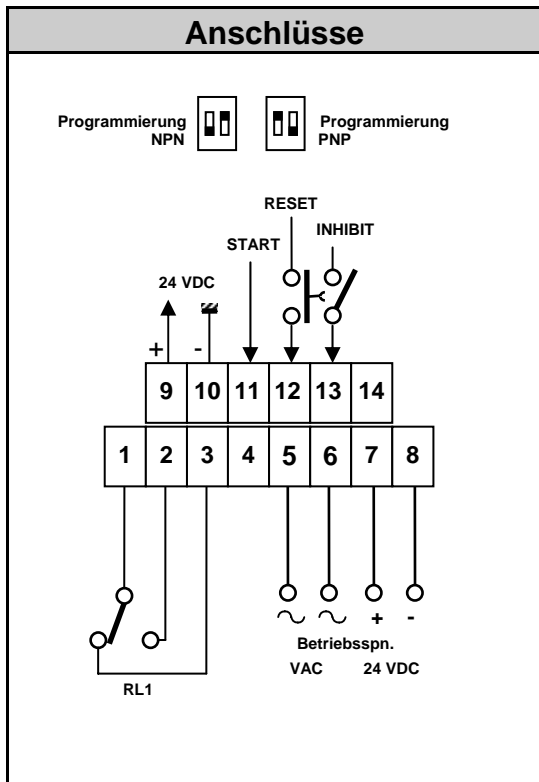 Anschlüsse
Programmierung
NPN
Programmierung
PNP
RESET
INHIBIT
START
24 VDC
+ -
9 10 11 12 13 14
1 2 3 4 5 6 7 8
+ -
Betriebsspn.
VAC 24 VDC
RL1